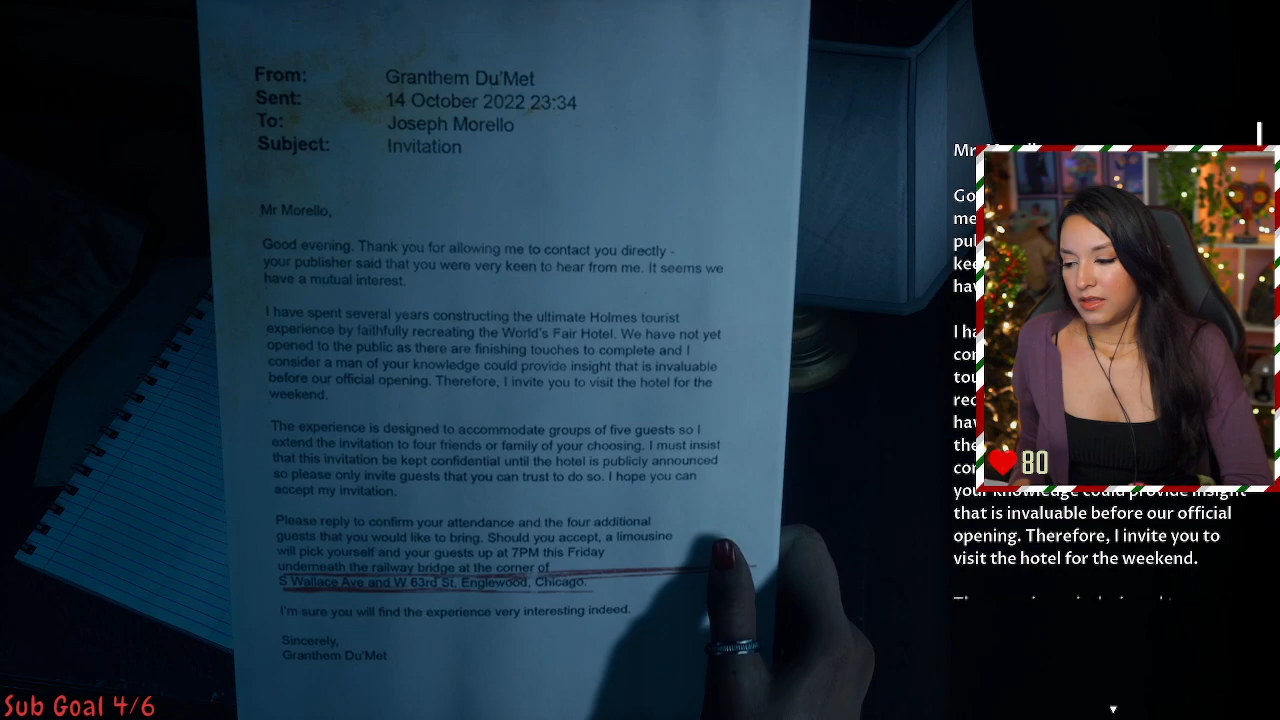 From: Granthem Du'Met
Sent: 14 October 2022 23:34
To: Joseph Morello
Subject: Invitation
Mr Morello,
Good evening. Thank you for allowing me to contact you directly -
your publisher said that you were very keen to hear from me. It seems we
have a mutual interest.
I have spent several years constructing the ultimate Holmes tourist
experience by faithfully recreating the World's Fair Hotel. We have not yet
opened to the public as there are finishing touches to complete and I
consider a man of your knowledge could provide insight that is invaluable
before our official opening. Therefore, I invite you to visit the hotel for the
weekend.
The experience is designed to accommodate groups of five guests so I
extend the invitation to four friends or family of your choosing. I must insist
that this invitation be kept confidential until the hotel is publicly announced
so please only invite guests that you can trust to do so. I hope you can
accept my invitation.
Please reply to confirm your attendance and the four additional
guests that you would like to bring. Should you accept, a limousine
will pick yourself and your guests up at 7PM this Friday
underneath the railway bridge at the corner of
S Wallace Ave and W 63rd St, Englewood, Chicago.
I'm sure you will find the experience very interesting indeed.
Sincerely,
Granthem Du'Met
your knowledge could provide insight
that is invaluable before our official
opening. Therefore, I invite you to
visit the hotel for the weekend.
80
Sub Goal 4/6